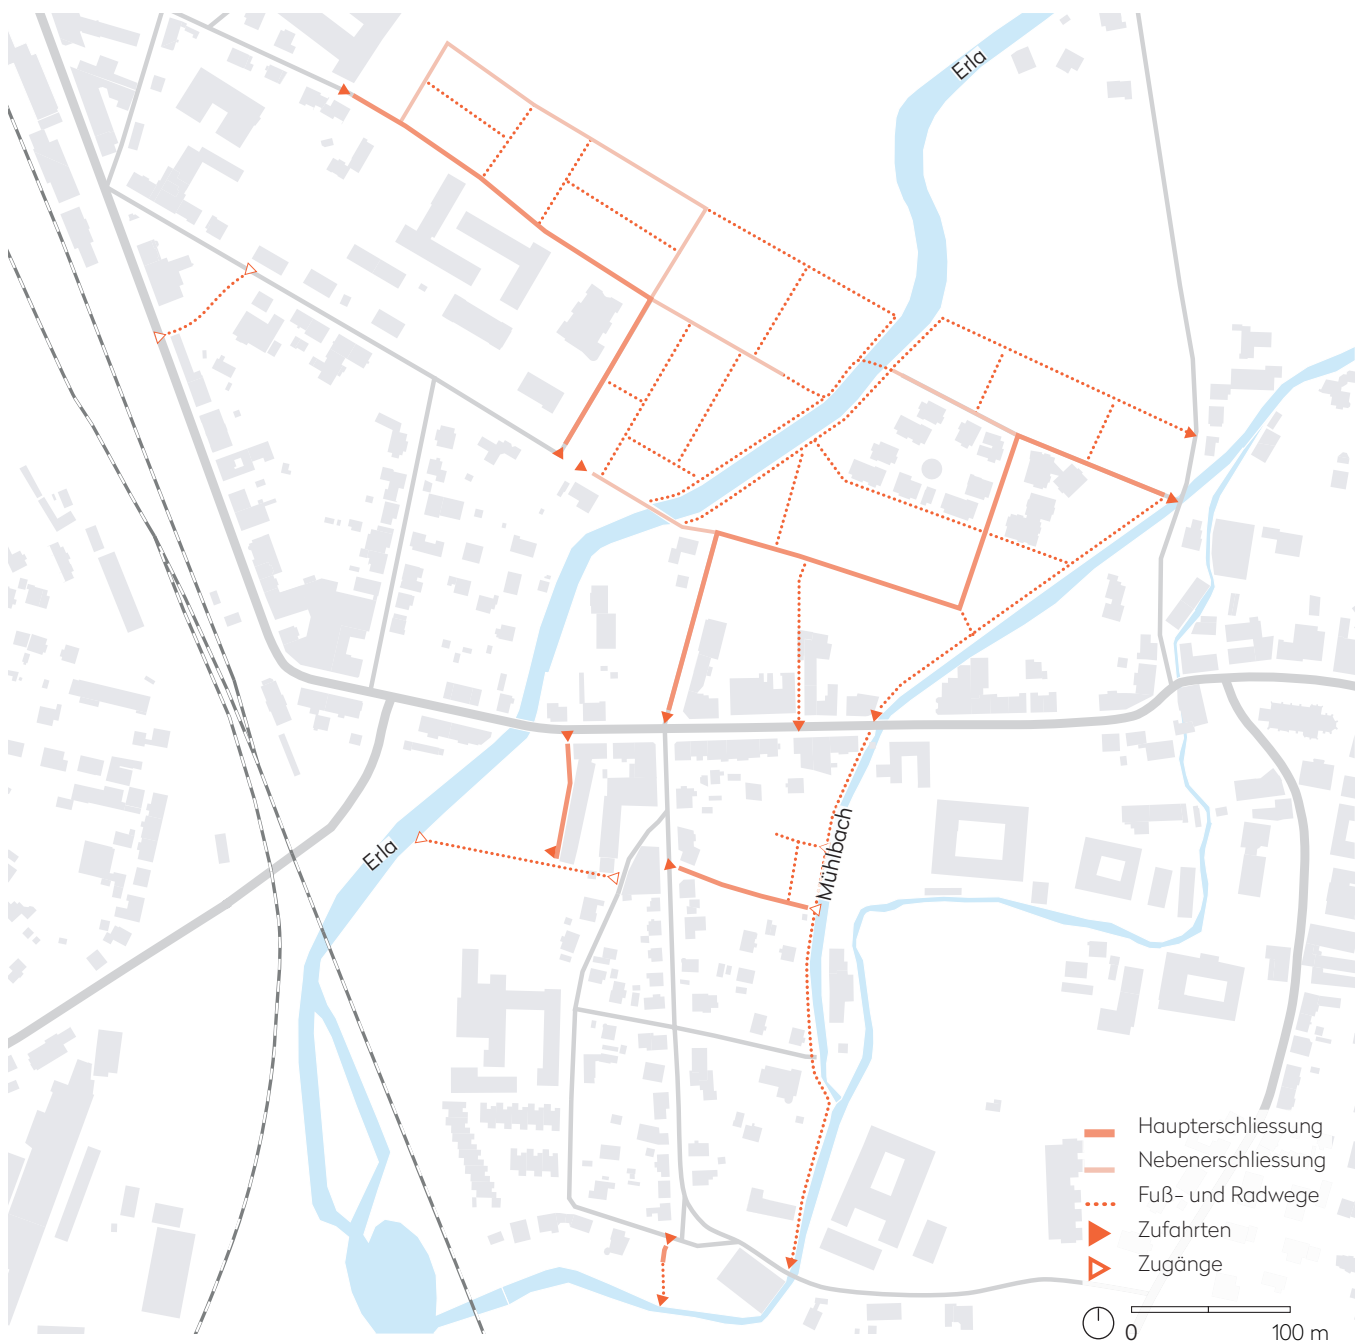 Erla
Erla
Mühlbach
Haupterschliessung
Nebenerschliessung
Fuß- und Radwege
Zufahrten
Zugänge
0 100 m